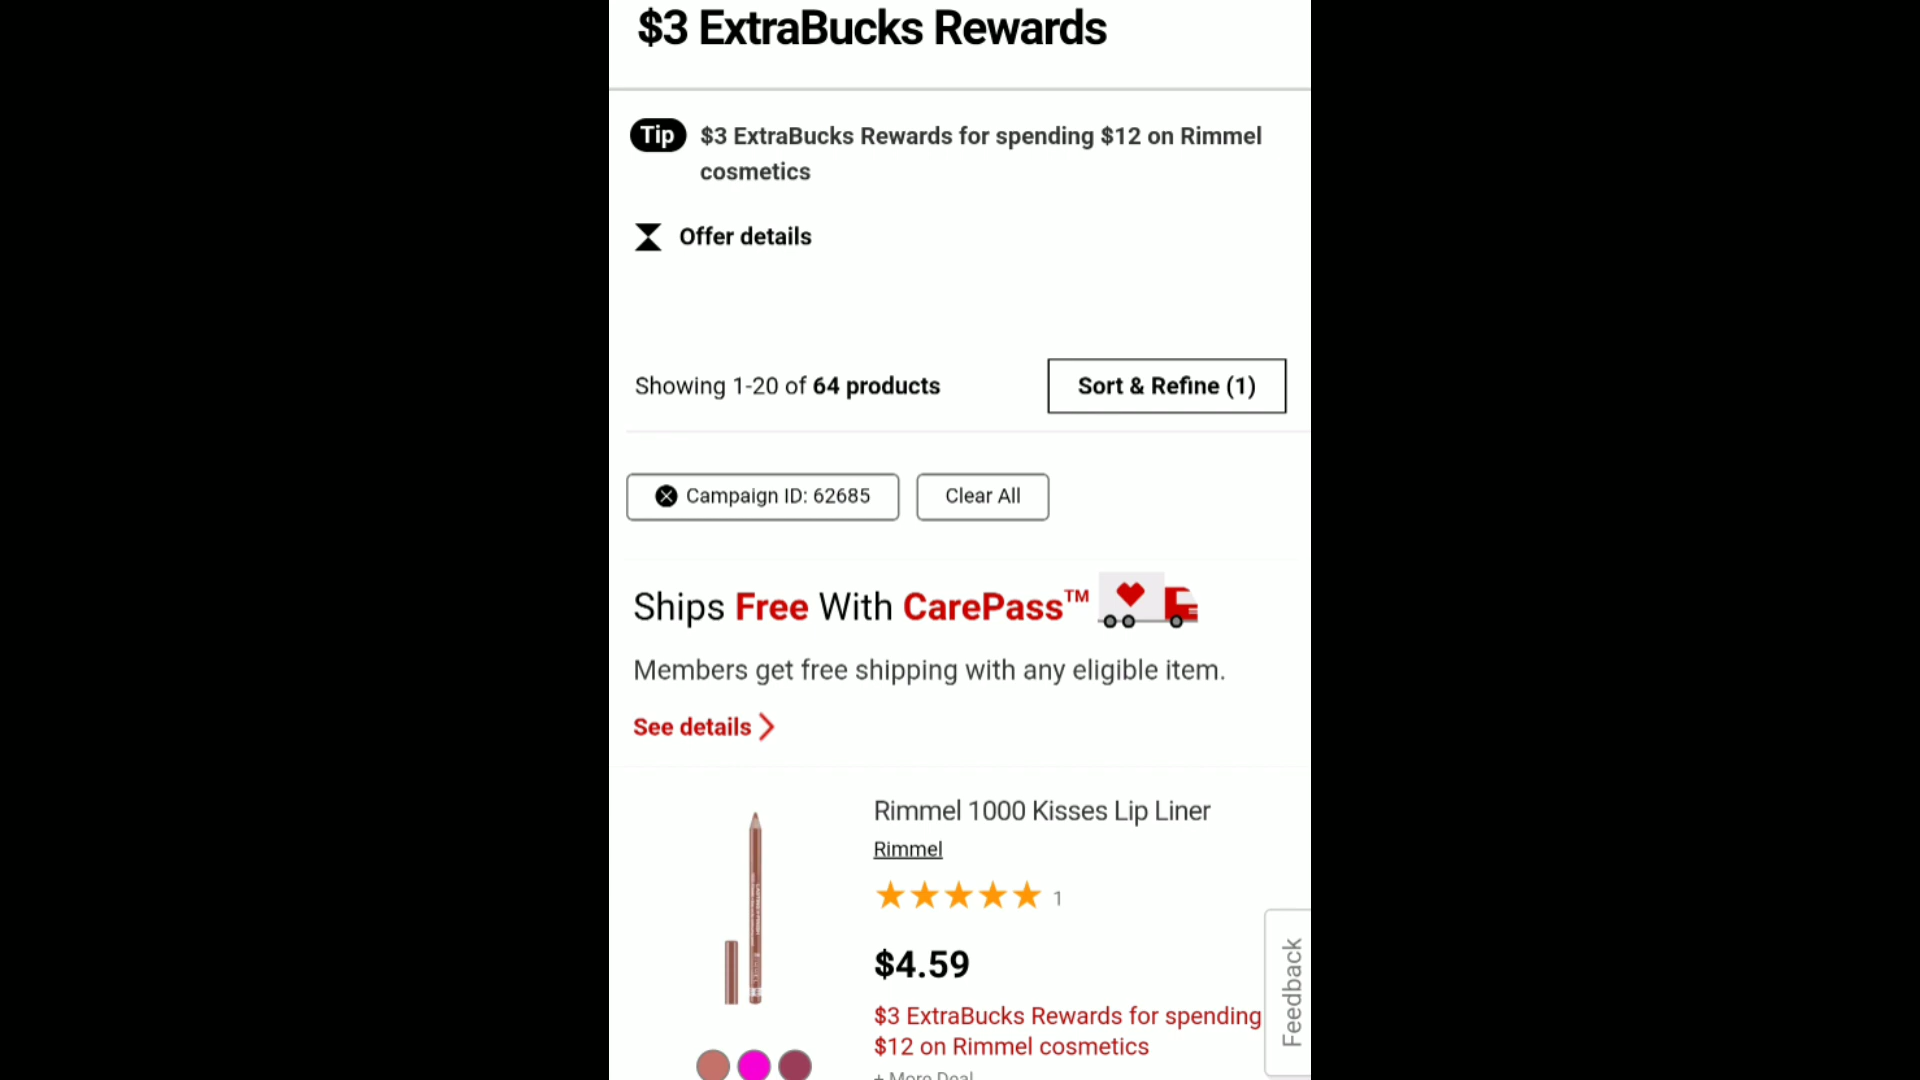 $3 ExtraBucks Rewards
Tip $3 ExtraBucks Rewards for spending $12 on Rimmel
cosmetics
Offer details
Showing 1-20 of 64 products
Sort & Refine (1)
Campaign ID: 62685
Clear All
Ships Free With CarePass™
Members get free shipping with any eligible item.
See details
Rimmel 1000 Kisses Lip Liner
Rimmel
1
$4.59
$3 ExtraBucks Rewards for spending
$12 on Rimmel cosmetics
+ More Deal
Feedback